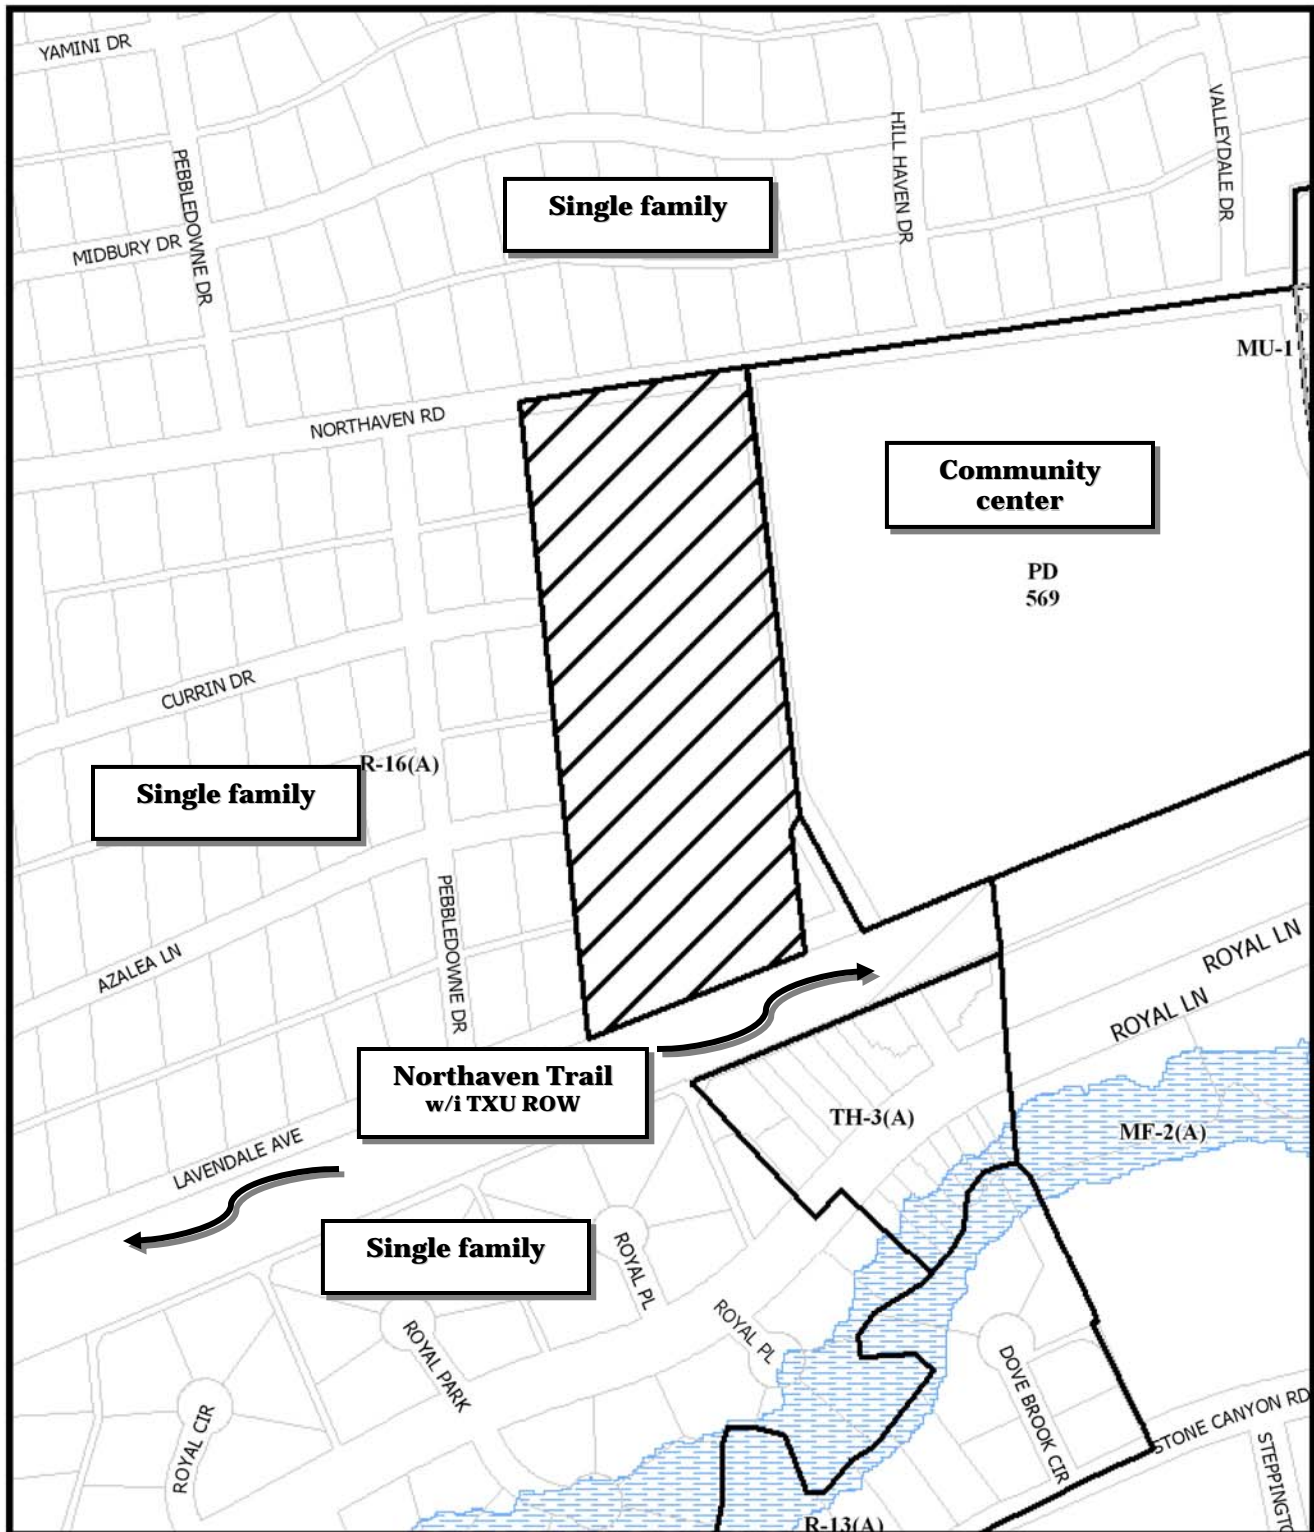 YAMINI DR
PEBBLEDOWNE DR
MIDBURY DR
HILL HAVEN DR
VALLEYDALE DR
Single family
MU-1
NORTHAVEN RD
Community
center
PD
569
CURRIN DR
R-16(A)
Single family
PEBBLEDOWNE DR
AZALEA LN
ROYAL LN
ROYAL LN
Northaven Trail
w/i TXU ROW
TH-3(A)
MF-2(A)
LAVENDALE AVE
Single family
ROYAL PL
ROYAL PL
ROYAL PARK
ROYAL CIR
DOVE BROOK CIR
STONE CANYON RD
STEPPINGTO
R-13(A)